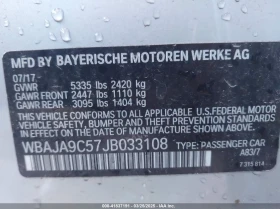 MFD BY BAYERISCHE MOTOREN WERKE AG
07/17
GVWR 5335 lbs 2420 kg
GAWR FRONT 2447 lbs 1110 kg
GAWR REAR 3095 lbs 1404 kg
THIS VEHICLE CONFORMS TO ALL APPLICABLE
FEDERAL MOTOR VEHICLE SAFETY,
BUMPER, AND THEFT PREVENTION STANDARDS
IN EFFECT ON THE DATE OF MANUFACTURE
SHOWN ABOVE.
WBAJA9C57JB033108
TYPE: PASSENGER CAR
A83/T